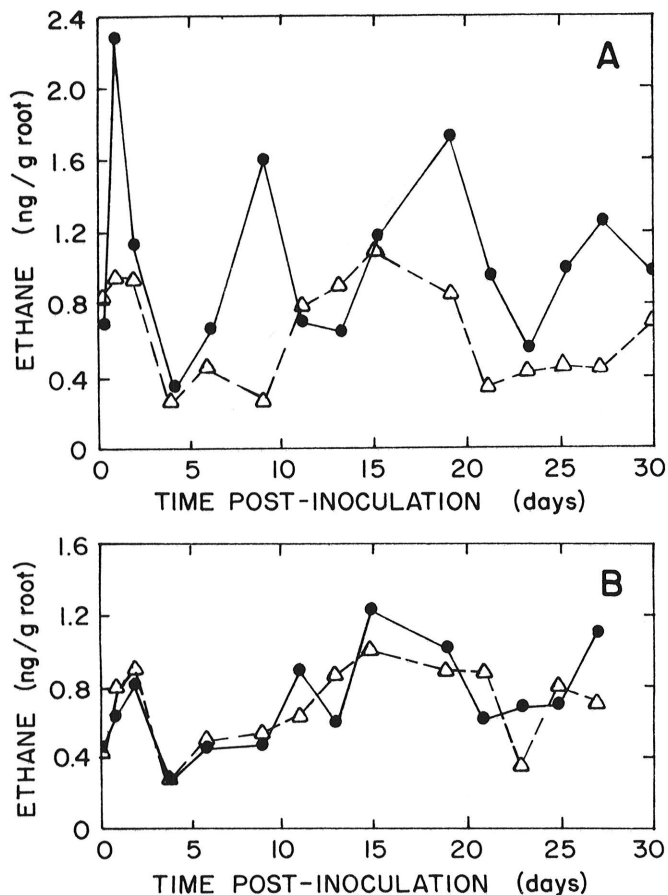 A
ETHANE (ng/g root)
2.4
2.0
1.6
1.2
0.8
0.4
0
0 5 10 15 20 25 30
TIME POST-INOCULATION (days)
B
ETHANE (ng/g root)
1.6
1.2
0.8
0.4
0
0 5 10 15 20 25 30
TIME POST-INOCULATION (days)